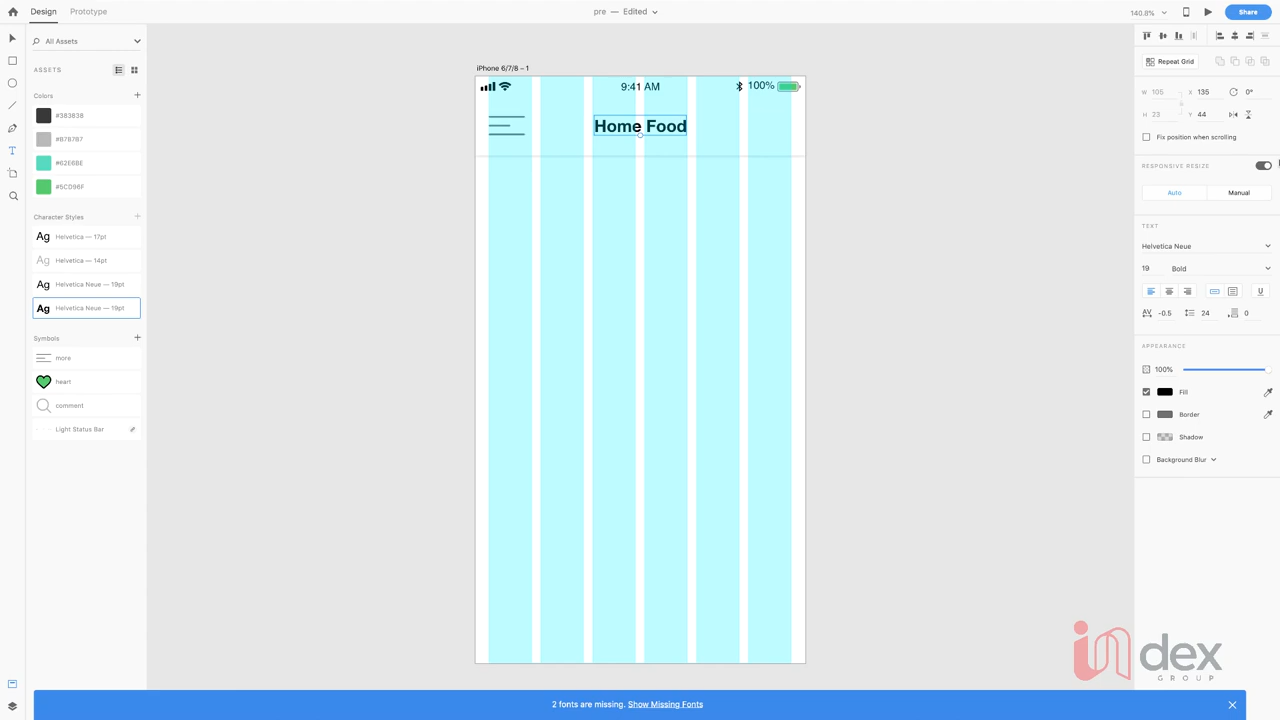 Design
Prototype
pre — Edited
140.8%
Share
All Assets
ASSETS
Colors
#383838
#B7B7B7
#62E6BE
#5CD96F
Character Styles
Ag Helvetica — 17pt
Ag Helvetica — 14pt
Ag Helvetica Neue — 19pt
Ag Helvetica Neue — 19pt
Symbols
more
heart
comment
Light Status Bar
iPhone 6/7/8 – 1
9:41 AM
100%
Home Food
Repeat Grid
W 105 X 135 0°
H 23 Y 44
Fix position when scrolling
RESPONSIVE RESIZE
Auto Manual
TEXT
Helvetica Neue
19 Bold
U
AV -0.5 24 0
APPEARANCE
100%
Fill
Border
Shadow
Background Blur
index
GROUP
2 fonts are missing. Show Missing Fonts